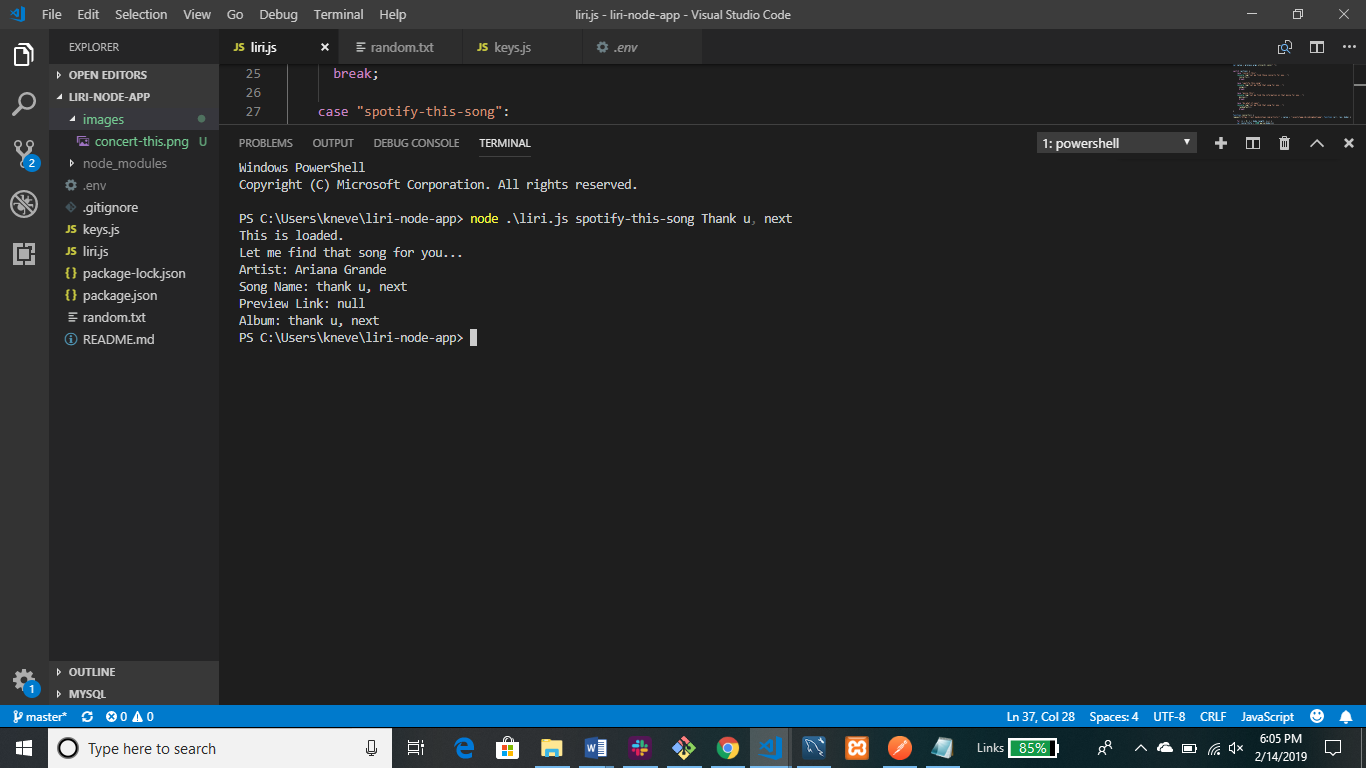 File Edit Selection View Go Debug Terminal Help
liri.js - liri-node-app - Visual Studio Code
EXPLORER
OPEN EDITORS
LIRI-NODE-APP
images
concert-this.png U
node_modules
.env
.gitignore
JS keys.js
JS liri.js
{} package-lock.json
{} package.json
random.txt
README.md
OUTLINE
MYSQL
2
1
JS liri.js
random.txt
JS keys.js
.env
25 break;
26
27 case "spotify-this-song":
PROBLEMS OUTPUT DEBUG CONSOLE TERMINAL
1: powershell
Windows PowerShell
Copyright (C) Microsoft Corporation. All rights reserved.
PS C:\Users\kneve\liri-node-app> node .\liri.js spotify-this-song Thank u, next
This is loaded.
Let me find that song for you...
Artist: Ariana Grande
Song Name: thank u, next
Preview Link: null
Album: thank u, next
PS C:\Users\kneve\liri-node-app>
master* 0 0
Ln 37, Col 28 Spaces: 4 UTF-8 CRLF JavaScript
Type here to search
Links 85%
6:05 PM
2/14/2019